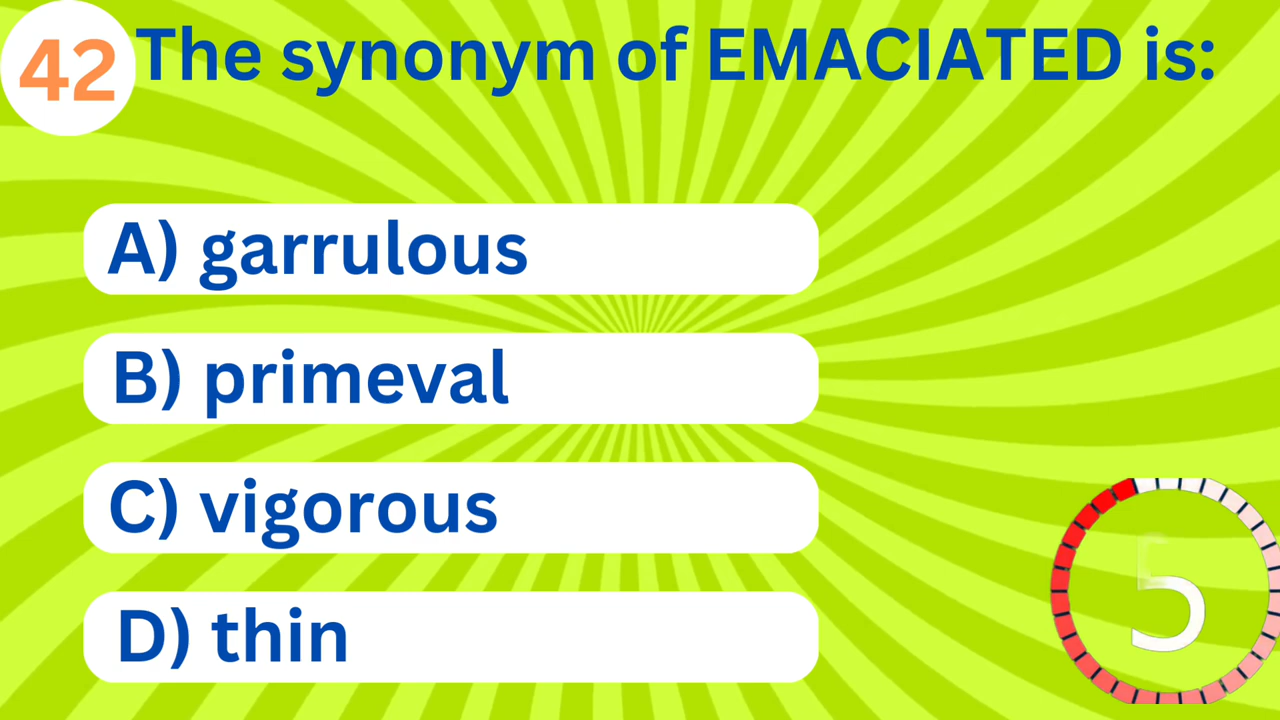 42 The synonym of EMACIATED is:
A) garrulous
B) primeval
C) vigorous
D) thin
5